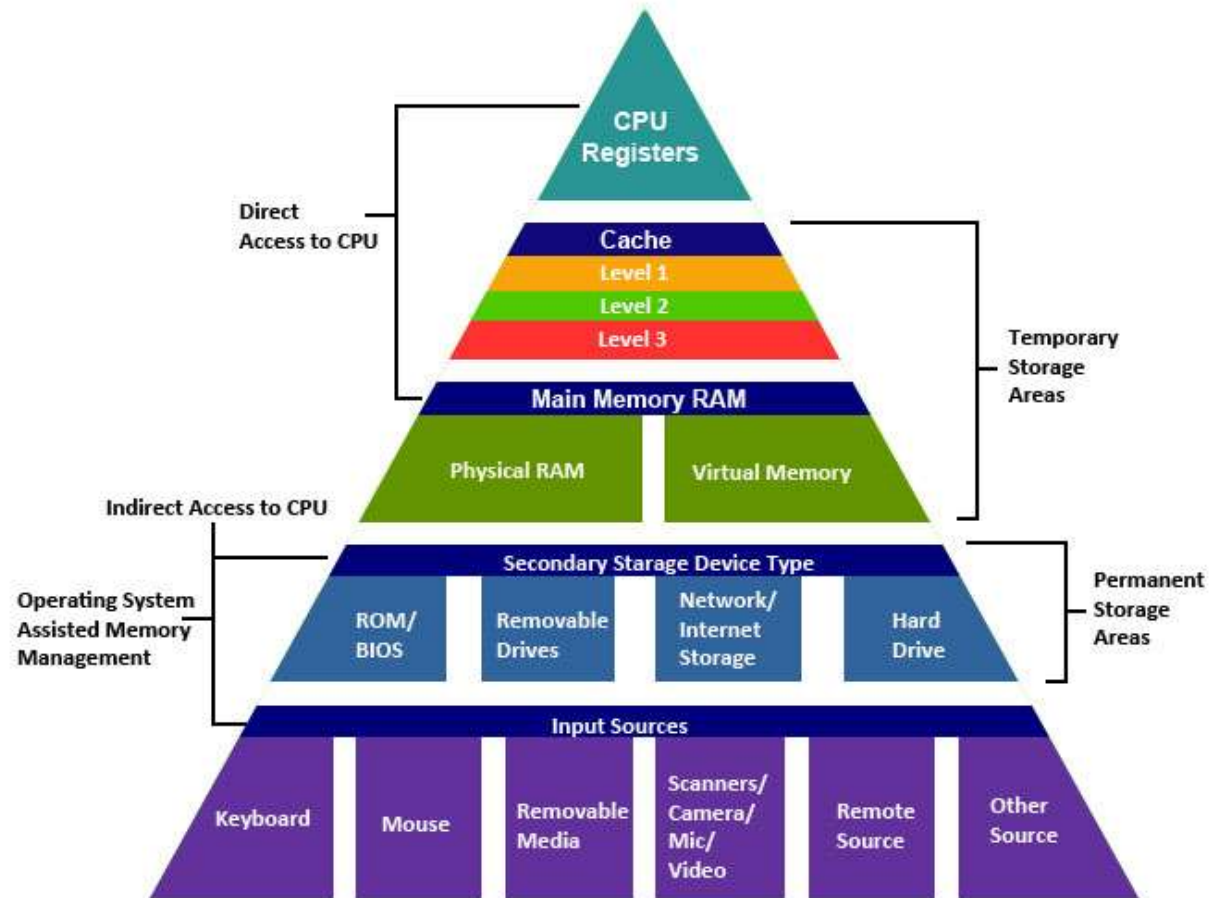 CPU
Registers
Direct
Access to CPU
Cache
Level 1
Level 2
Level 3
Temporary
Storage
Areas
Main Memory RAM
Physical RAM
Virtual Memory
Indirect Access to CPU
Operating System
Assisted Memory
Management
Secondary Starage Device Type
ROM/
BIOS
Removable
Drives
Network/
Internet
Storage
Hard
Drive
Permanent
Storage
Areas
Input Sources
Keyboard
Mouse
Removable
Media
Scanners/
Camera/
Mic/
Video
Remote
Source
Other
Source